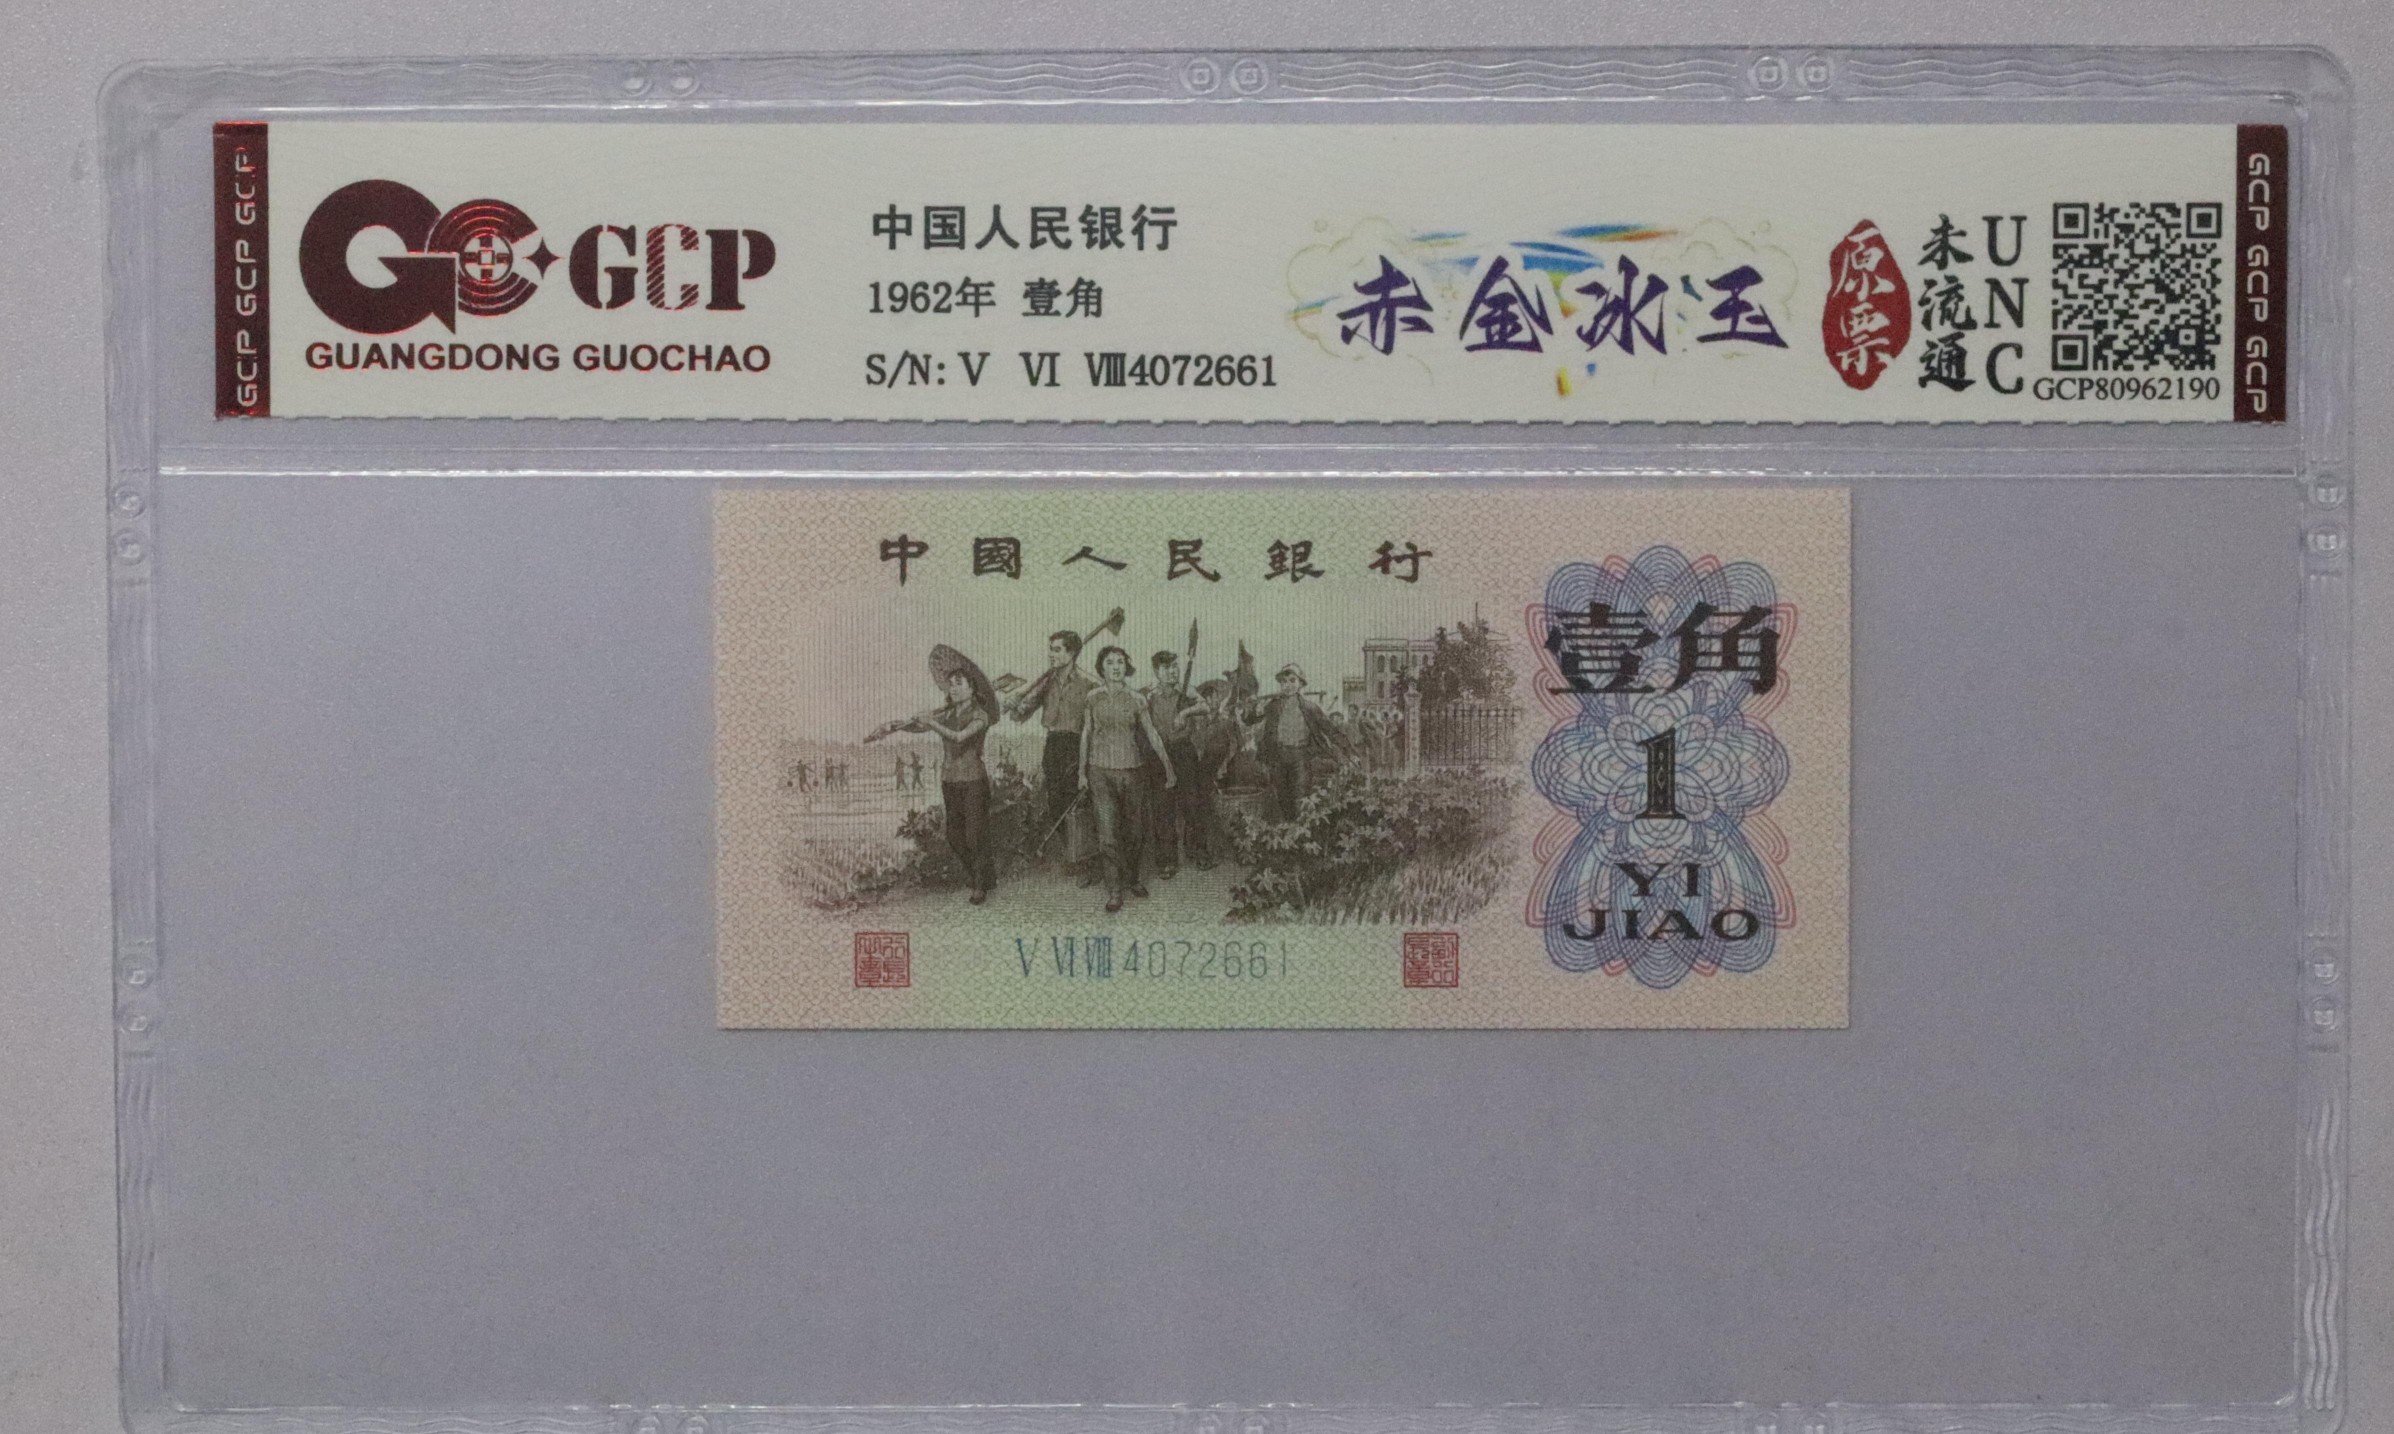 GCP GCP GCP
GCP
GUANGDONG GUOCHAO
中国人民银行
1962年 壹角
S/N: Ⅴ Ⅵ Ⅷ4072661
赤金冰玉
原票
未流通
UNC
GCP80962190
GCP GCP GCP
中國人民銀行
壹角
1
YI
JIAO
Ⅴ Ⅵ Ⅷ 4072661